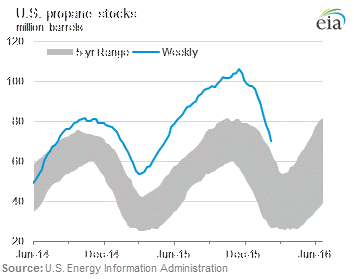 U.S. propane stocks
million barrels
eia
5-yr Range
Weekly
120
100
80
60
40
20
Jun-14
Dec-14
Jun-15
Dec-15
Jun-16
Source: U.S. Energy Information Administration